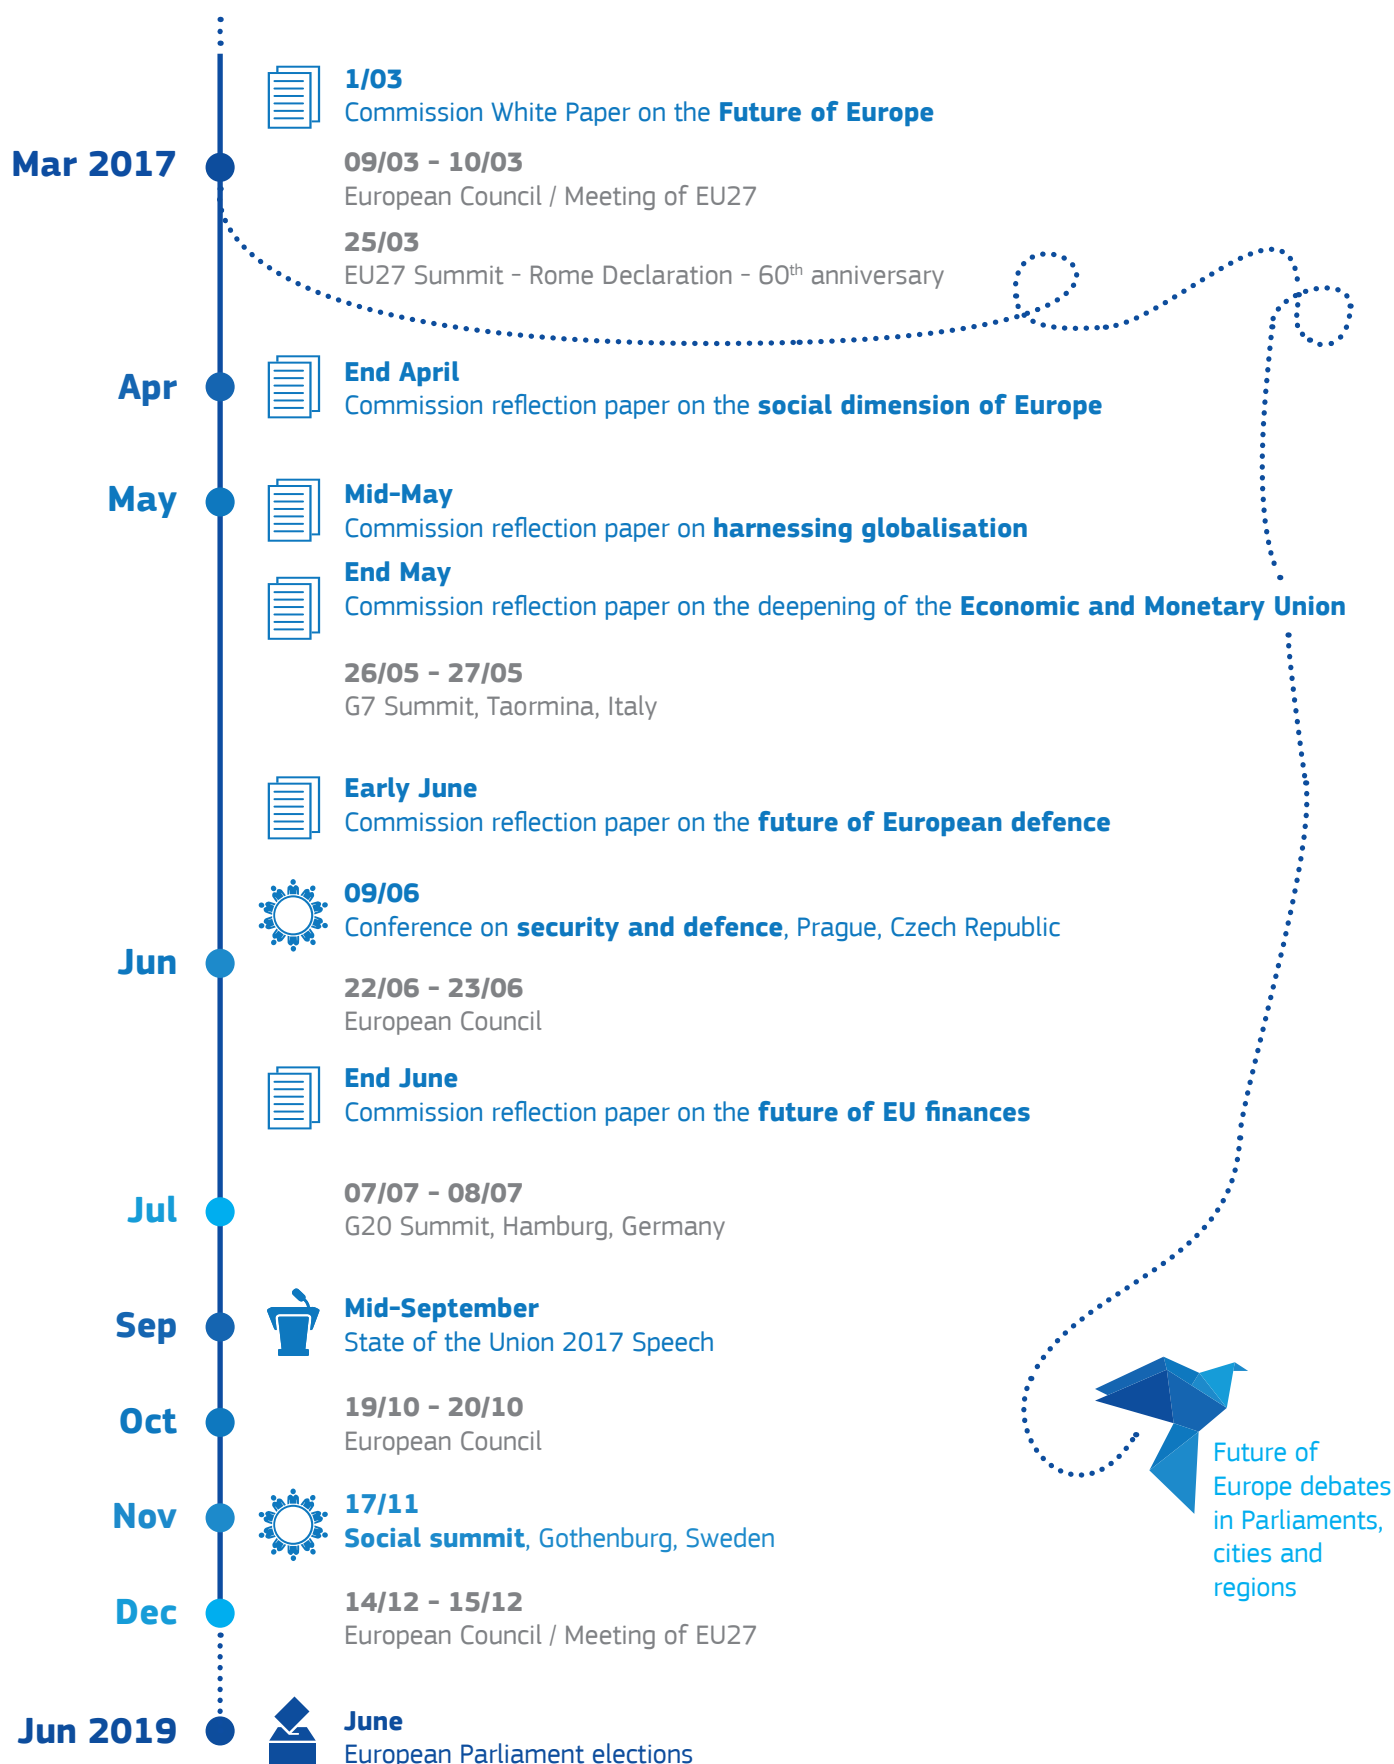 1/03
Commission White Paper on the Future of Europe
Mar 2017
09/03 - 10/03
European Council / Meeting of EU27
25/03
EU27 Summit - Rome Declaration - 60th anniversary
Apr
End April
Commission reflection paper on the social dimension of Europe
May
Mid-May
Commission reflection paper on harnessing globalisation
End May
Commission reflection paper on the deepening of the Economic and Monetary Union
26/05 - 27/05
G7 Summit, Taormina, Italy
Early June
Commission reflection paper on the future of European defence
09/06
Conference on security and defence, Prague, Czech Republic
Jun
22/06 - 23/06
European Council
End June
Commission reflection paper on the future of EU finances
Jul
07/07 - 08/07
G20 Summit, Hamburg, Germany
Sep
Mid-September
State of the Union 2017 Speech
Oct
19/10 - 20/10
European Council
Nov
17/11
Social summit, Gothenburg, Sweden
Dec
14/12 - 15/12
European Council / Meeting of EU27
Jun 2019
June
European Parliament elections
Future of
Europe debates
in Parliaments,
cities and
regions